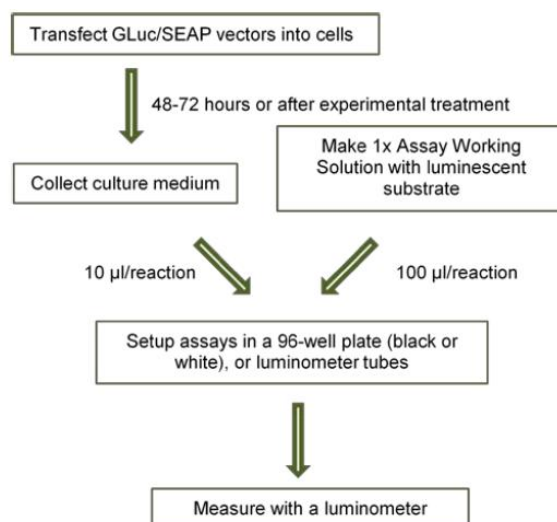 Transfect GLuc/SEAP vectors into cells
48-72 hours or after experimental treatment
Make 1x Assay Working
Solution with luminescent
substrate
Collect culture medium
10 µl/reaction
100 µl/reaction
Setup assays in a 96-well plate (black or
white), or luminometer tubes
Measure with a luminometer